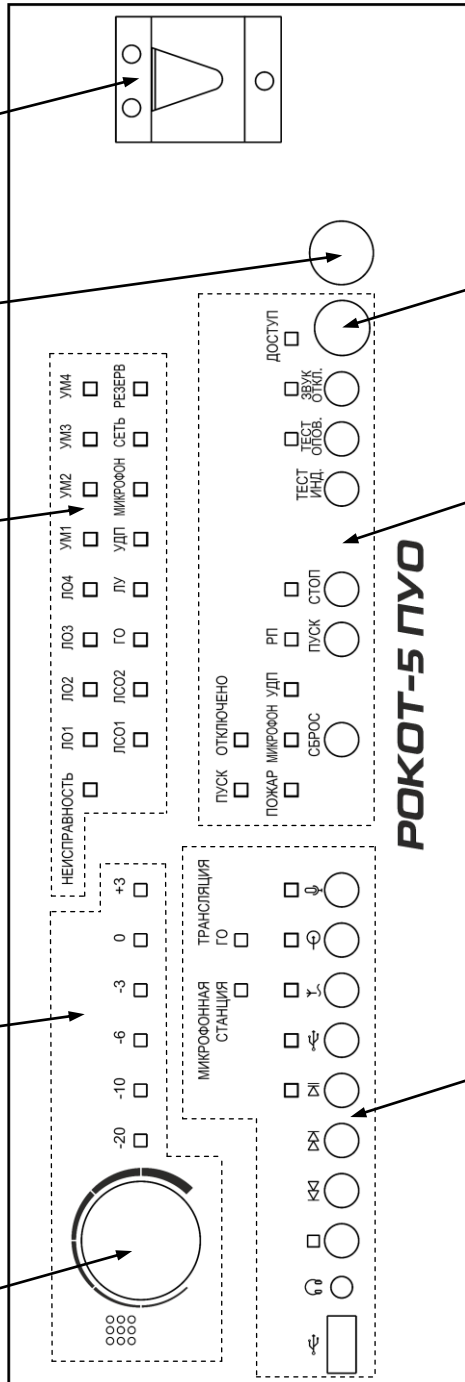 НЕИСПРАВНОСТЬ ЛО1 ЛО2 ЛО3 ЛО4 УМ1 УМ2 УМ3 УМ4
ЛСО1 ЛСО2 ГО ЛУ УДП МИКРОФОН СЕТЬ РЕЗЕРВ
-20 -10 -6 -3 0 +3
МИКРОФОННАЯ
СТАНЦИЯ
ТРАНСЛЯЦИЯ
ГО
ПУСК ОТКЛЮЧЕНО
ПОЖАР МИКРОФОН УДП РП
ДОСТУП
СБРОС ПУСК СТОП
ТЕСТ
ИНД.
ТЕСТ
ОПОВ.
ЗВУК
ОТКЛ.
РОКОТ-5 ПУО